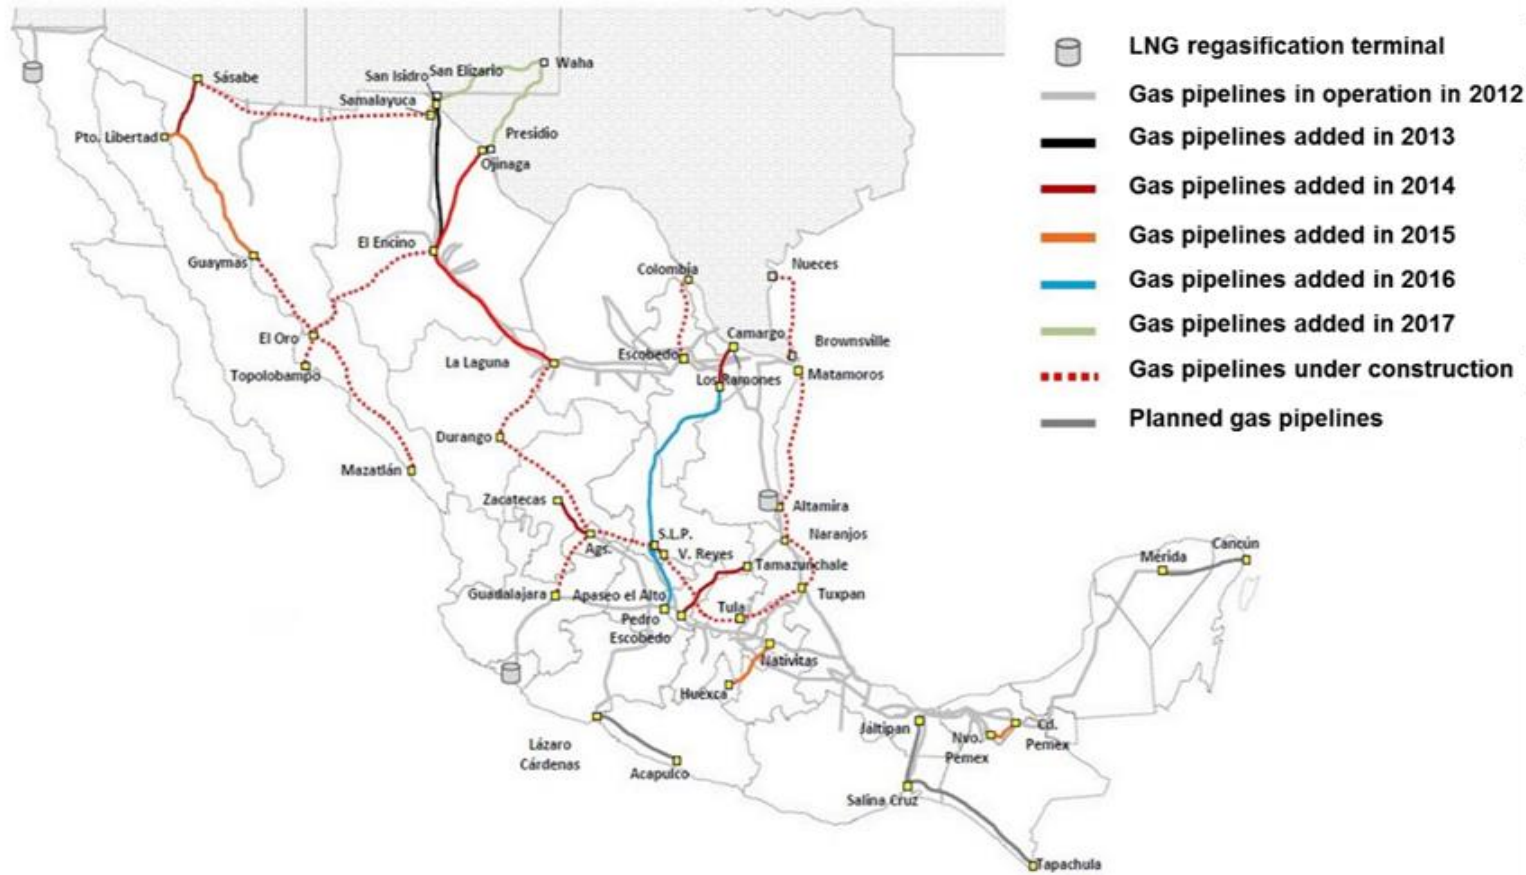 LNG regasification terminal
Gas pipelines in operation in 2012
Gas pipelines added in 2013
Gas pipelines added in 2014
Gas pipelines added in 2015
Gas pipelines added in 2016
Gas pipelines added in 2017
Gas pipelines under construction
Planned gas pipelines
Sásabe
San Isidro
San Elizario
Waha
Samalayuca
Pto. Libertad
Presidio
Ojinaga
El Encino
Guaymas
Colombia
Nueces
El Oro
Topolobampo
La Laguna
Escobedo
Camargo
Brownsville
Los Ramones
Matamoros
Durango
Mazatlán
Zacatecas
Altamira
Naranjos
Ags.
S.L.P.
V. Reyes
Tamazunchale
Mérida
Cancún
Guadalajara
Apaseo el Alto
Tula
Tuxpan
Pedro
Escobedo
Nativitas
Huexca
Jáltipan
Nvo.
Pemex
Cd.
Pemex
Lázaro
Cárdenas
Acapulco
Salina Cruz
Tapachula